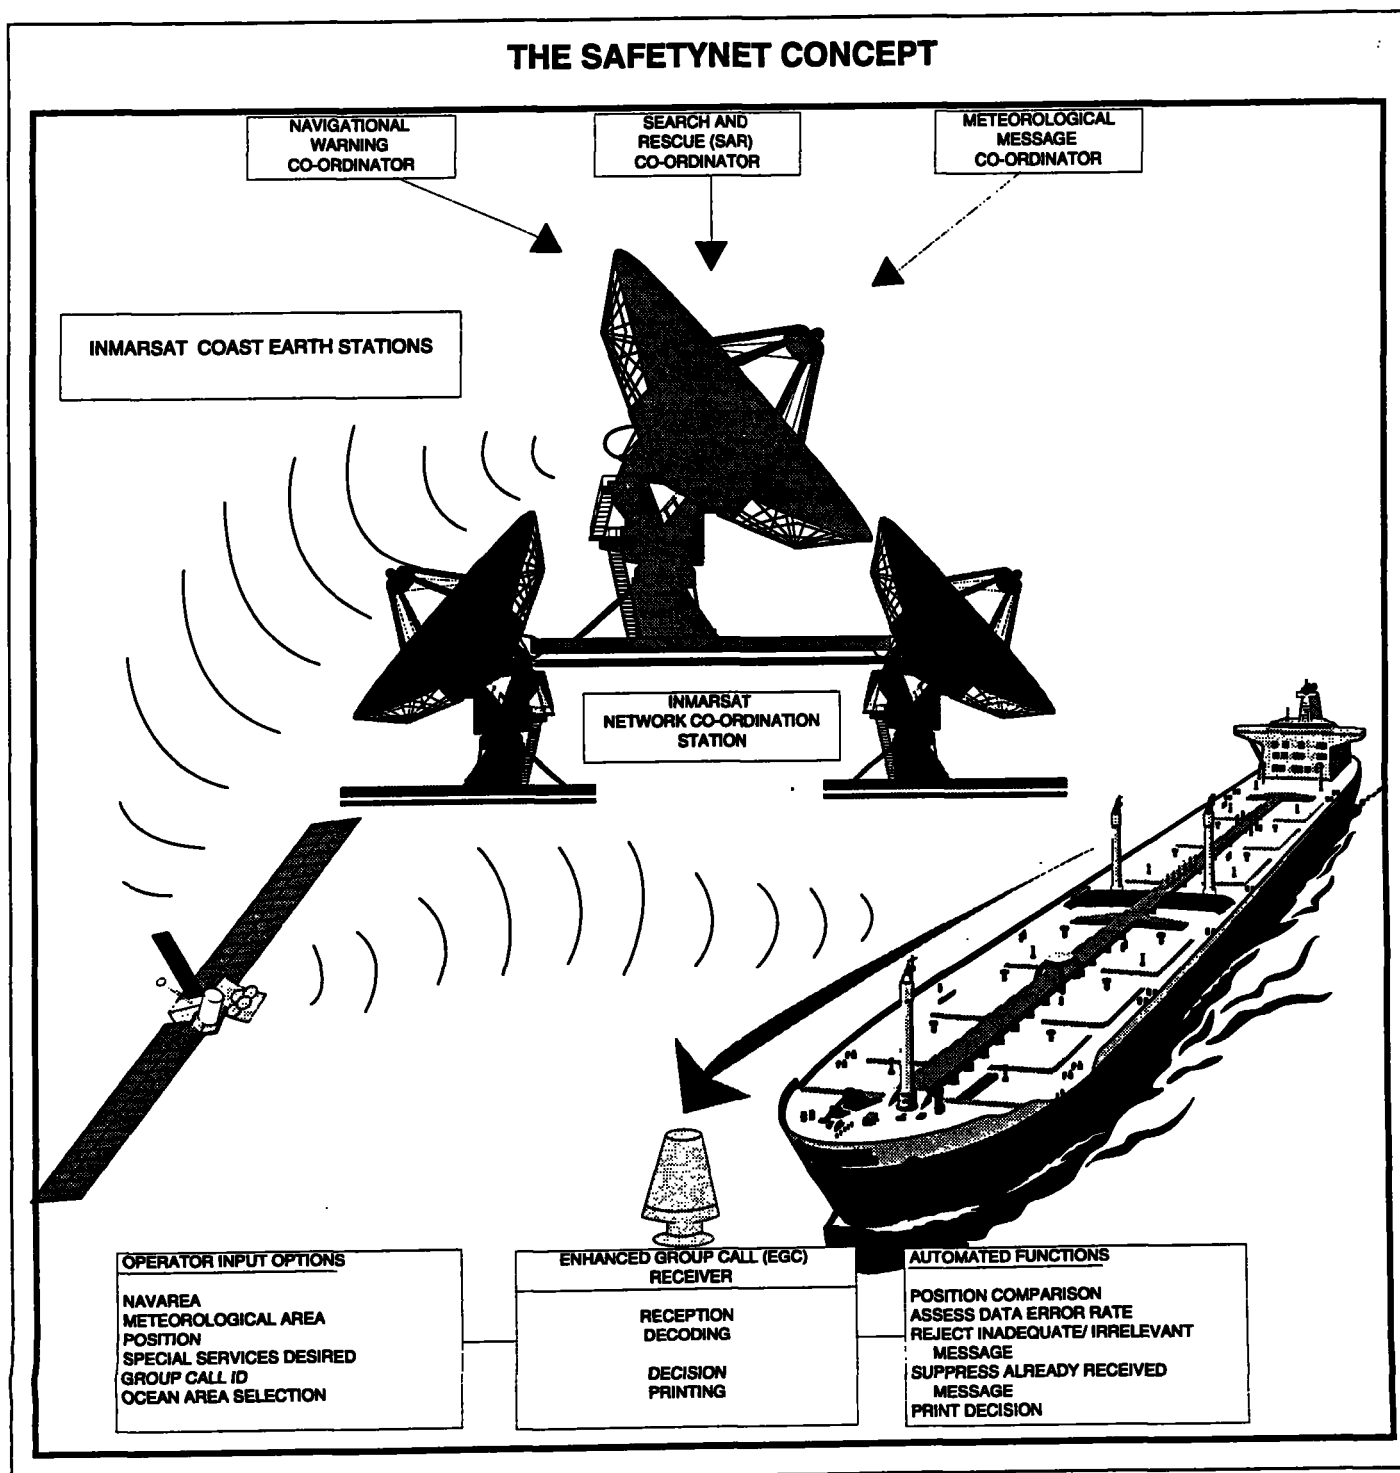 THE SAFETYNET CONCEPT
NAVIGATIONAL
WARNING
CO-ORDINATOR
SEARCH AND
RESCUE (SAR)
CO-ORDINATOR
METEOROLOGICAL
MESSAGE
CO-ORDINATOR
INMARSAT COAST EARTH STATIONS
INMARSAT
NETWORK CO-ORDINATION
STATION
OPERATOR INPUT OPTIONS
NAVAREA
METEOROLOGICAL AREA
POSITION
SPECIAL SERVICES DESIRED
GROUP CALL ID
OCEAN AREA SELECTION
ENHANCED GROUP CALL (EGC)
RECEIVER
RECEPTION
DECODING
DECISION
PRINTING
AUTOMATED FUNCTIONS
POSITION COMPARISON
ASSESS DATA ERROR RATE
REJECT INADEQUATE/ IRRELEVANT
MESSAGE
SUPPRESS ALREADY RECEIVED
MESSAGE
PRINT DECISION